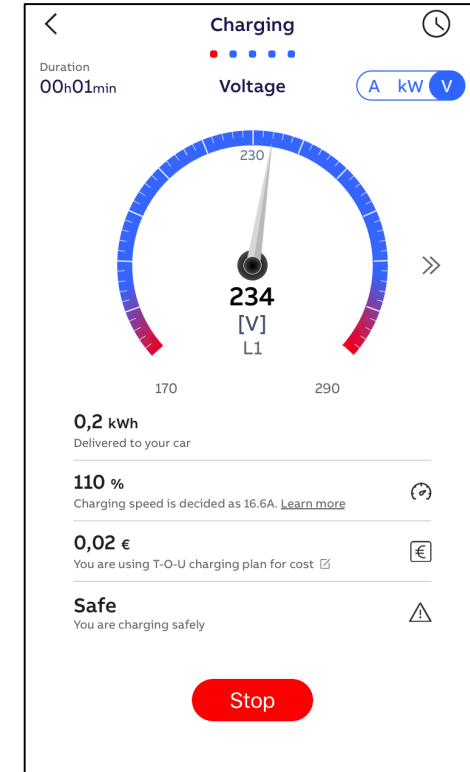 Charging
Duration
00h01min
Voltage
A kW V
230
234
[V]
L1
170 290
0,2 kWh
Delivered to your car
110 %
Charging speed is decided as 16.6A. Learn more
0,02 €
You are using T-O-U charging plan for cost
€
Safe
You are charging safely
Stop